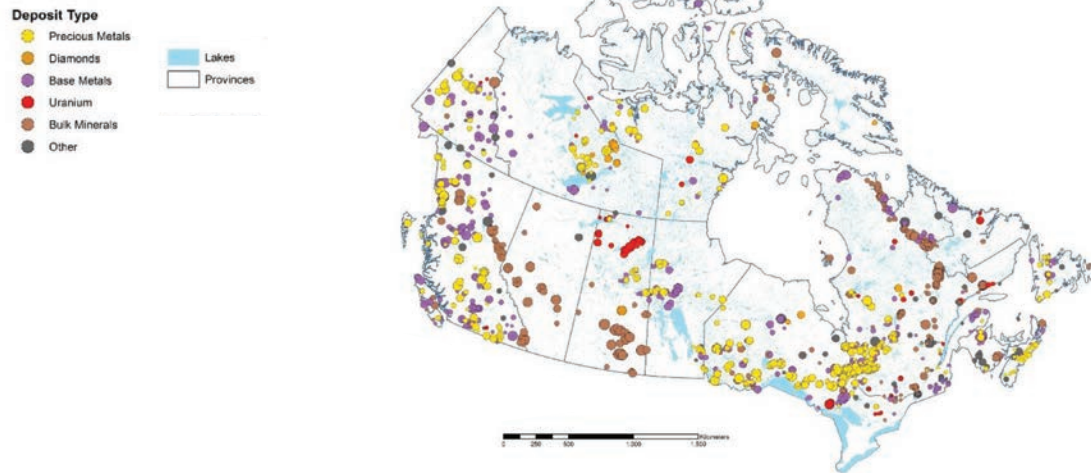 Deposit Type
Precious Metals
Diamonds
Base Metals
Uranium
Bulk Minerals
Other
Lakes
Provinces
0 250 500 1,000 1,500
Kilometers